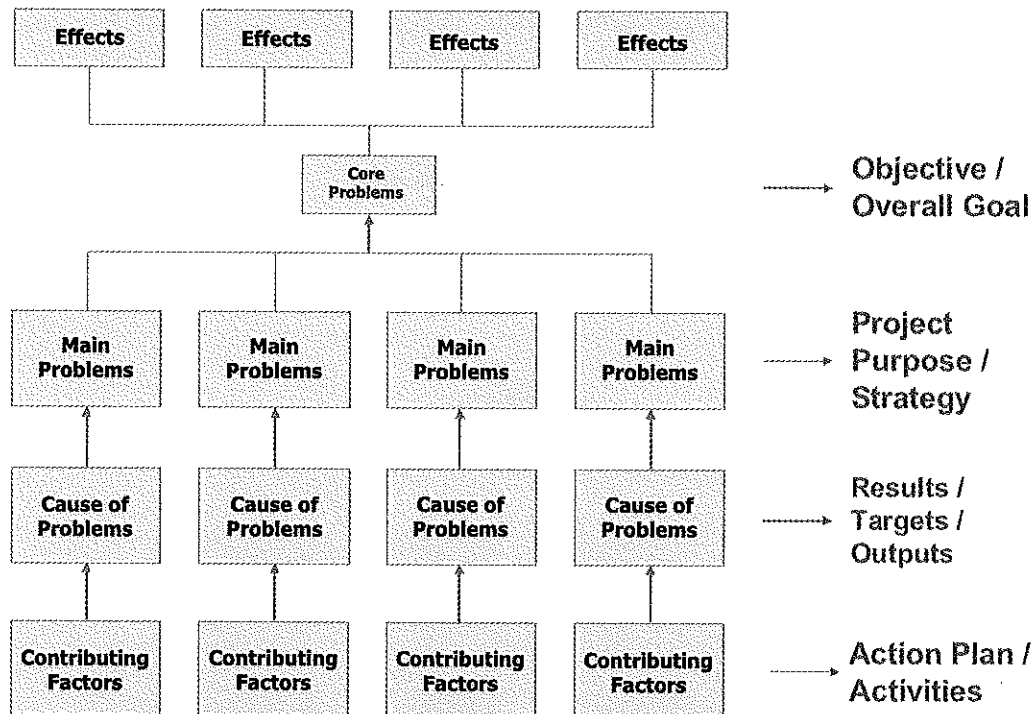 Effects
Effects
Effects
Effects
Core
Problems
Objective /
Overall Goal
Main
Problems
Main
Problems
Main
Problems
Main
Problems
Project
Purpose /
Strategy
Cause of
Problems
Cause of
Problems
Cause of
Problems
Cause of
Problems
Results /
Targets /
Outputs
Contributing
Factors
Contributing
Factors
Contributing
Factors
Contributing
Factors
Action Plan /
Activities